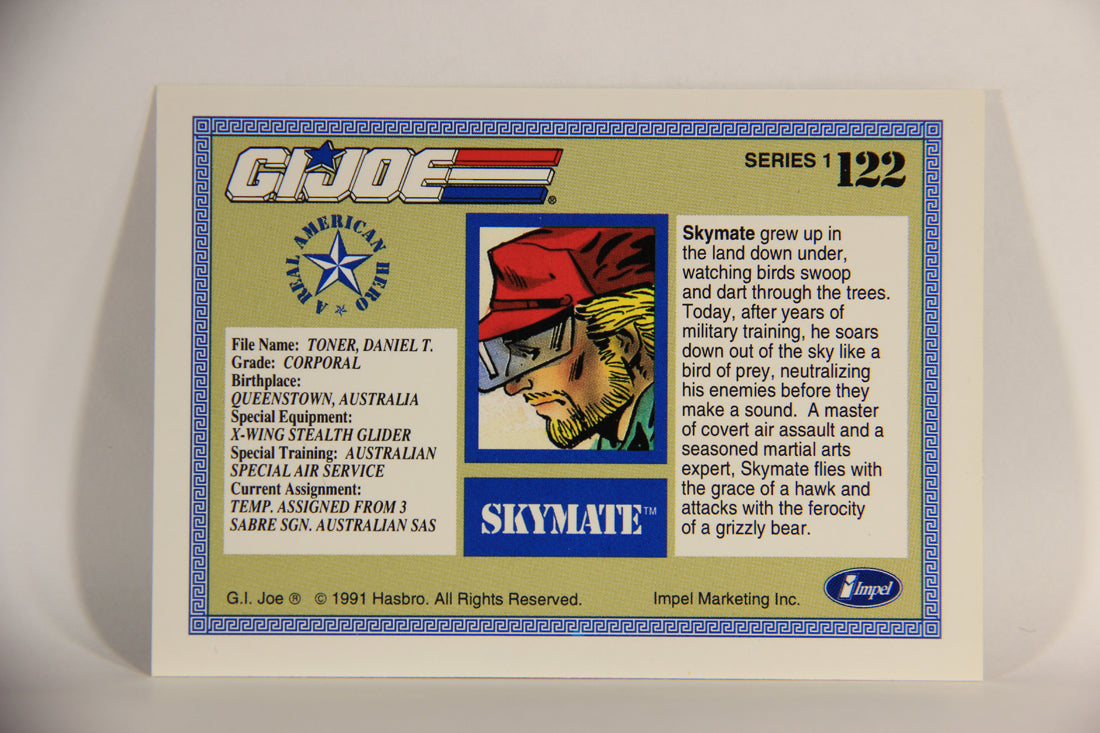 G.I. JOE ®
SERIES 1 122
A REAL AMERICAN HERO
File Name: TONER, DANIEL T.
Grade: CORPORAL
Birthplace:
QUEENSTOWN, AUSTRALIA
Special Equipment:
X-WING STEALTH GLIDER
Special Training: AUSTRALIAN
SPECIAL AIR SERVICE
Current Assignment:
TEMP. ASSIGNED FROM 3
SABRE SGN. AUSTRALIAN SAS
SKYMATE™
Skymate grew up in
the land down under,
watching birds swoop
and dart through the trees.
Today, after years of
military training, he soars
down out of the sky like a
bird of prey, neutralizing
his enemies before they
make a sound. A master
of covert air assault and a
seasoned martial arts
expert, Skymate flies with
the grace of a hawk and
attacks with the ferocity
of a grizzly bear.
G.I. Joe ® © 1991 Hasbro. All Rights Reserved.
Impel Marketing Inc.
Impel